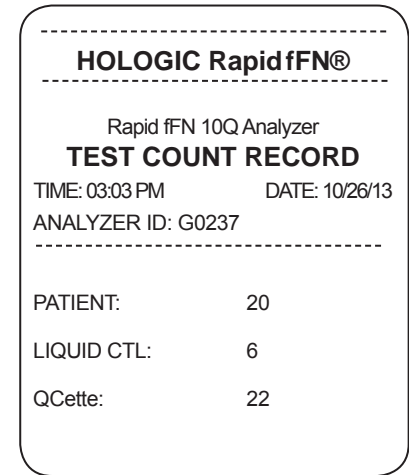 HOLOGIC Rapid fFN®
Rapid fFN 10Q Analyzer
TEST COUNT RECORD
TIME: 03:03 PM DATE: 10/26/13
ANALYZER ID: G0237
PATIENT: 20
LIQUID CTL: 6
QCette: 22